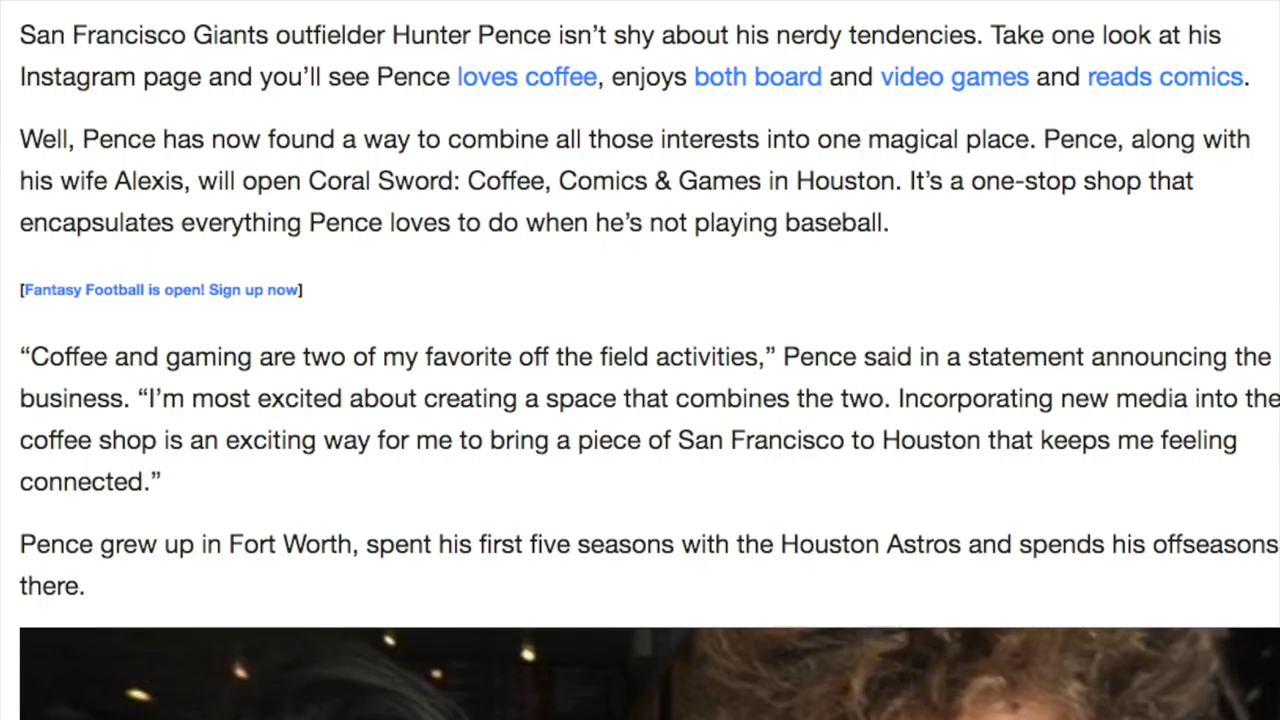 San Francisco Giants outfielder Hunter Pence isn’t shy about his nerdy tendencies. Take one look at his
Instagram page and you’ll see Pence loves coffee, enjoys both board and video games and reads comics.
Well, Pence has now found a way to combine all those interests into one magical place. Pence, along with
his wife Alexis, will open Coral Sword: Coffee, Comics & Games in Houston. It’s a one-stop shop that
encapsulates everything Pence loves to do when he’s not playing baseball.
[Fantasy Football is open! Sign up now]
“Coffee and gaming are two of my favorite off the field activities,” Pence said in a statement announcing the
business. “I’m most excited about creating a space that combines the two. Incorporating new media into the
coffee shop is an exciting way for me to bring a piece of San Francisco to Houston that keeps me feeling
connected.”
Pence grew up in Fort Worth, spent his first five seasons with the Houston Astros and spends his offseasons
there.